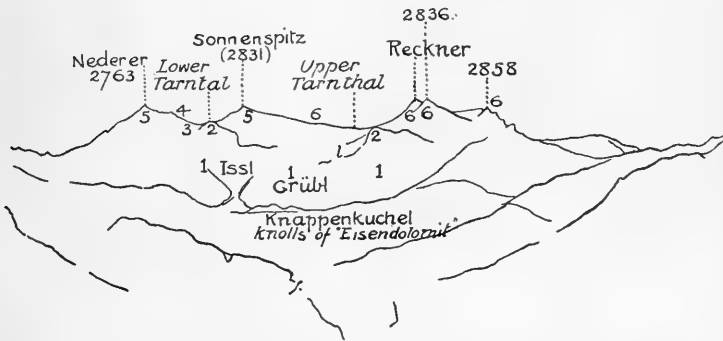 2836.
Sonnenspitz
(2831)
Reckner
Nederer
2763
Lower
Tarntal
Upper
Tarnthal
2858
5
4
3
2
5
6
2
6
6
6
1
Issl
1
Grübl
1
Knappenkuchel
knolls of "Eisendolomit"